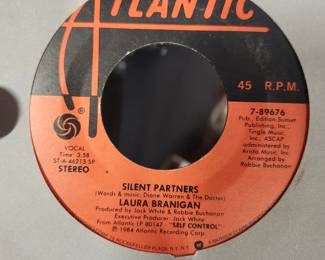 ATLANTIC
45 R.P.M.
7-89676
Pub., Edition Sunset
Publishing, Inc.,
Tingle Music
Inc., ASCAP
administered by
Arista Music, Inc.
Arranged by
Robbie Buchanan
VOCAL
Time: 3:58
ST-A-46213-SP
STEREO
SILENT PARTNERS
(Words & music: Diane Warren & The Doctor)
LAURA BRANIGAN
Produced by Jack White & Robbie Buchanan
Executive Producer: Jack White
From Atlantic LP 80147 "SELF CONTROL"
℗ 1984 Atlantic Recording Corp.
ROCKEFELLER PLAZA, N.Y., N.Y.